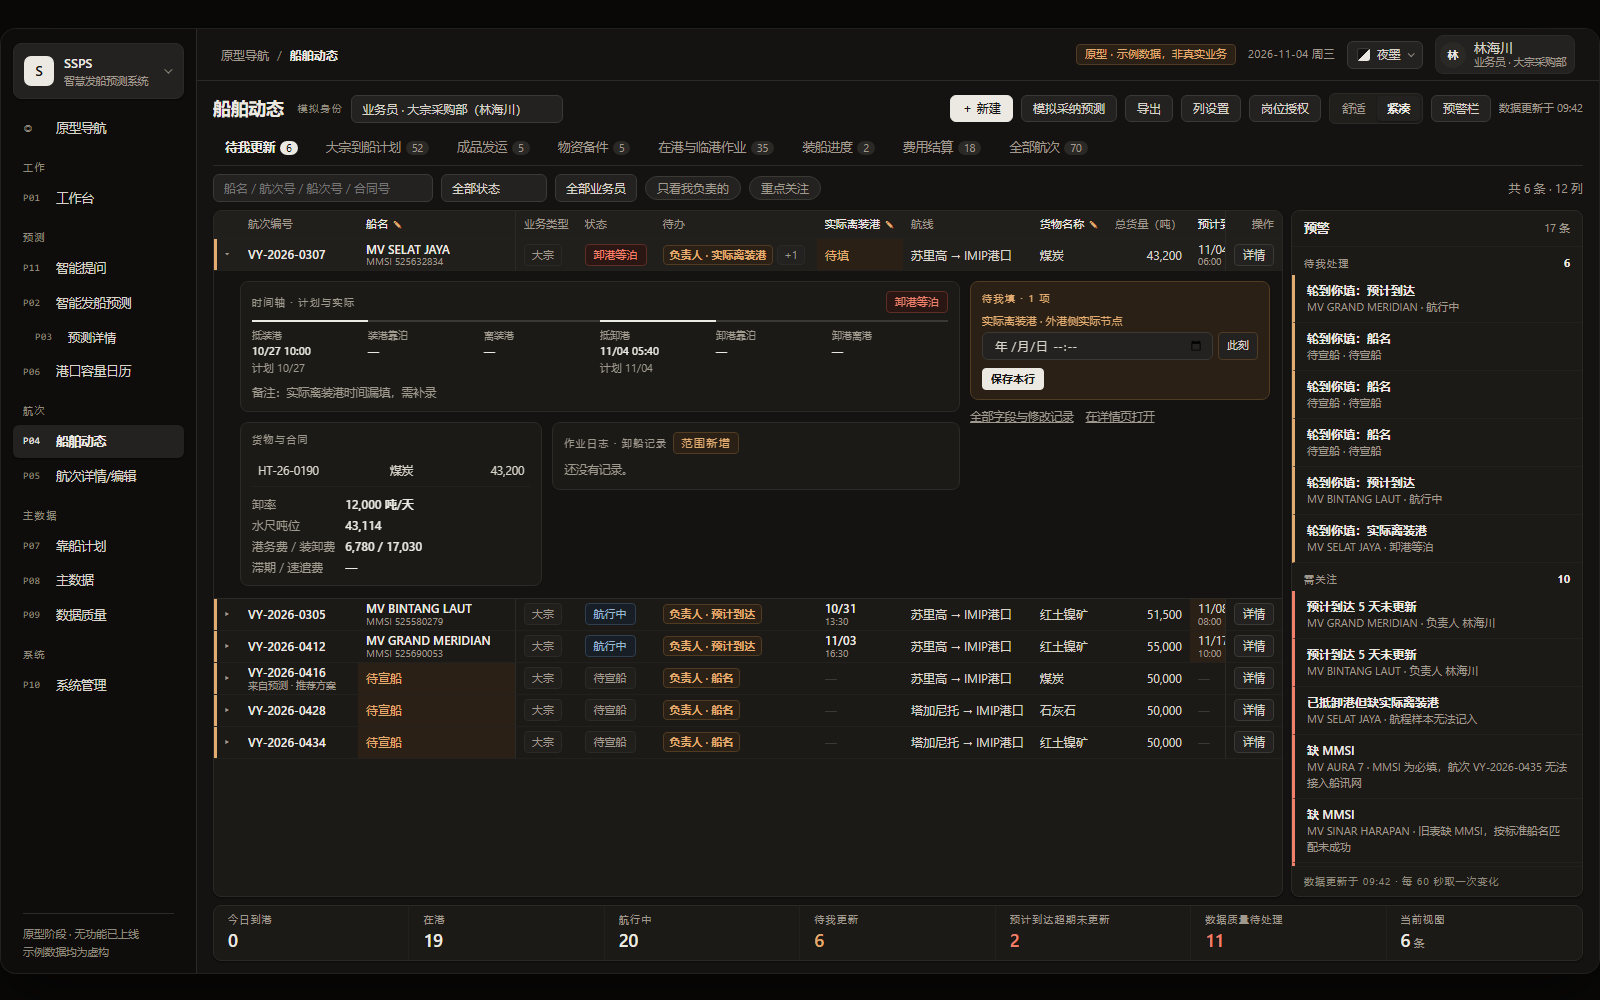 S
SSPS
智慧发船预测系统
原型导航
工作
P01 工作台
预测
P11 智能提问
P02 智能发船预测
P03 预测详情
P06 港口容量日历
航次
P04 船舶动态
P05 航次详情/编辑
主数据
P07 靠船计划
P08 主数据
P09 数据质量
系统
P10 系统管理
原型阶段 · 无功能已上线
示例数据均为虚构
原型导航 / 船舶动态
原型 · 示例数据，非真实业务
2026-11-04 周三
夜墨
林
林海川
业务员 · 大宗采购部
船舶动态 模拟身份 业务员 · 大宗采购部（林海川）
+ 新建 模拟采纳预测 导出 列设置 岗位授权 舒适 紧凑 预警栏 数据更新于 09:42
待我更新 6 大宗到船计划 52 成品发运 5 物资备件 5 在港与临港作业 35 装船进度 2 费用结算 18 全部航次 70
船名 / 航次号 / 船次号 / 合同号 全部状态 全部业务员 只看我负责的 重点关注 共 6 条 · 12 列
航次编号 船名 业务类型 状态 待办 实际离装港 航线 货物名称 总货量（吨） 预计到 操作
VY-2026-0307 MV SELAT JAYA 大宗 卸港等泊 负责人 · 实际离装港 +1 待填 苏里高 → IMIP港口 煤炭 43,200 11/04 详情
MMSI 525632834 06:00
时间轴 · 计划与实际 卸港等泊
抵装港 装港靠泊 离装港 抵卸港 卸港靠泊 卸港离港
10/27 10:00 — — 11/04 05:40 — —
计划 10/27 计划 11/04
备注：实际离装港时间漏填，需补录
待我填 · 1 项
实际离装港 · 外港侧实际节点
年 /月/日 --:-- 此刻
保存本行
全部字段与修改记录 在详情页打开
货物与合同
HT-26-0190 煤炭 43,200
卸率 12,000 吨/天
水尺吨位 43,114
港务费 / 装卸费 6,780 / 17,030
滞期 / 速遣费 —
作业日志 · 卸船记录 范围新增
还没有记录。
VY-2026-0305 MV BINTANG LAUT 大宗 航行中 负责人 · 预计到达 10/31 苏里高 → IMIP港口 红土镍矿 51,500 11/08 详情
MMSI 525580279 13:30 08:00
VY-2026-0412 MV GRAND MERIDIAN 大宗 航行中 负责人 · 预计到达 11/03 苏里高 → IMIP港口 红土镍矿 55,000 11/17 详情
MMSI 525690053 16:30 10:00
VY-2026-0416 待宣船 大宗 待宣船 负责人 · 船名 — 苏里高 → IMIP港口 煤炭 50,000 — 详情
来自预测 · 推荐方案
VY-2026-0428 待宣船 大宗 待宣船 负责人 · 船名 — 塔加尼托 → IMIP港口 石灰石 50,000 — 详情
VY-2026-0434 待宣船 大宗 待宣船 负责人 · 船名 — 塔加尼托 → IMIP港口 红土镍矿 50,000 — 详情
预警 17 条
待我处理 6
轮到你填：预计到达
MV GRAND MERIDIAN · 航行中
轮到你填：船名
待宣船 · 待宣船
轮到你填：船名
待宣船 · 待宣船
轮到你填：船名
待宣船 · 待宣船
轮到你填：预计到达
MV BINTANG LAUT · 航行中
轮到你填：实际离装港
MV SELAT JAYA · 卸港等泊
需关注 10
预计到达 5 天未更新
MV GRAND MERIDIAN · 负责人 林海川
预计到达 5 天未更新
MV BINTANG LAUT · 负责人 林海川
已抵卸港但缺实际离装港
MV SELAT JAYA · 航程样本无法记入
缺 MMSI
MV AURA 7 · MMSI 为必填，航次 VY-2026-0435 无法
接入船讯网
缺 MMSI
MV SINAR HARAPAN · 旧表缺 MMSI，按标准船名匹
配未成功
数据更新于 09:42 · 每 60 秒取一次变化
今日到港 在港 航行中 待我更新 预计到达超期未更新 数据质量待处理 当前视图
0 19 20 6 2 11 6 条